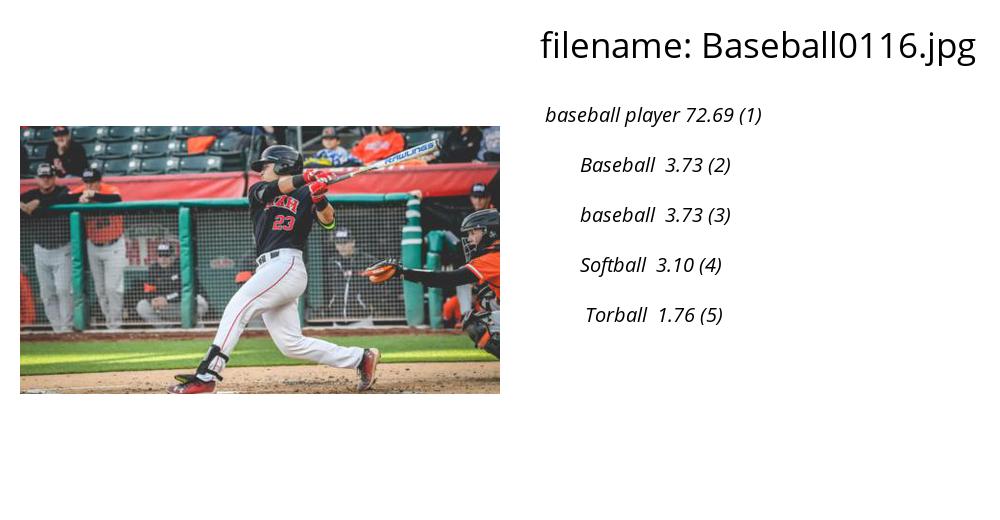 filename: Baseball0116.jpg
baseball player 72.69 (1)
Baseball 3.73 (2)
baseball 3.73 (3)
Softball 3.10 (4)
Torball 1.76 (5)
RAWLINGS
23